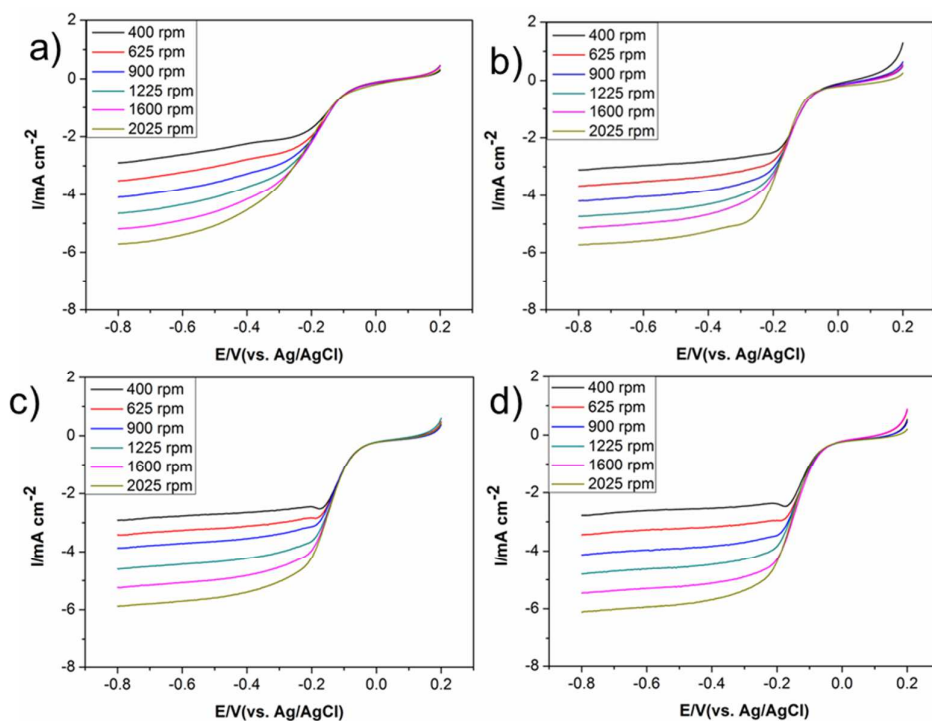 a)
400 rpm
625 rpm
900 rpm
1225 rpm
1600 rpm
2025 rpm
2
0
-2
-4
-6
-8
I/mA cm-2
-0.8 -0.6 -0.4 -0.2 0.0 0.2
E/V(vs. Ag/AgCl)
b)
400 rpm
625 rpm
900 rpm
1225 rpm
1600 rpm
2025 rpm
2
0
-2
-4
-6
-8
I/mA cm-2
-0.8 -0.6 -0.4 -0.2 0.0 0.2
E/V(vs. Ag/AgCl)
c)
400 rpm
625 rpm
900 rpm
1225 rpm
1600 rpm
2025 rpm
2
0
-2
-4
-6
-8
I/mA cm-2
-0.8 -0.6 -0.4 -0.2 0.0 0.2
E/V(vs. Ag/AgCl)
d)
400 rpm
625 rpm
900 rpm
1225 rpm
1600 rpm
2025 rpm
2
0
-2
-4
-6
-8
I/mA cm-2
-0.8 -0.6 -0.4 -0.2 0.0 0.2
E/V(vs. Ag/AgCl)